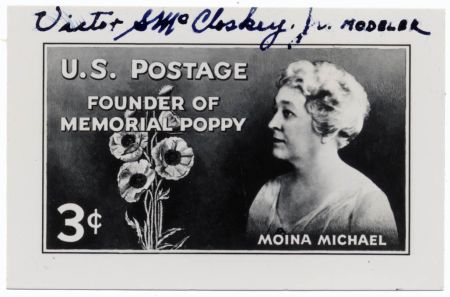 Victor S McCloskey, Jr. MODELER
U.S. POSTAGE
FOUNDER OF
MEMORIAL POPPY
3¢
MOINA MICHAEL